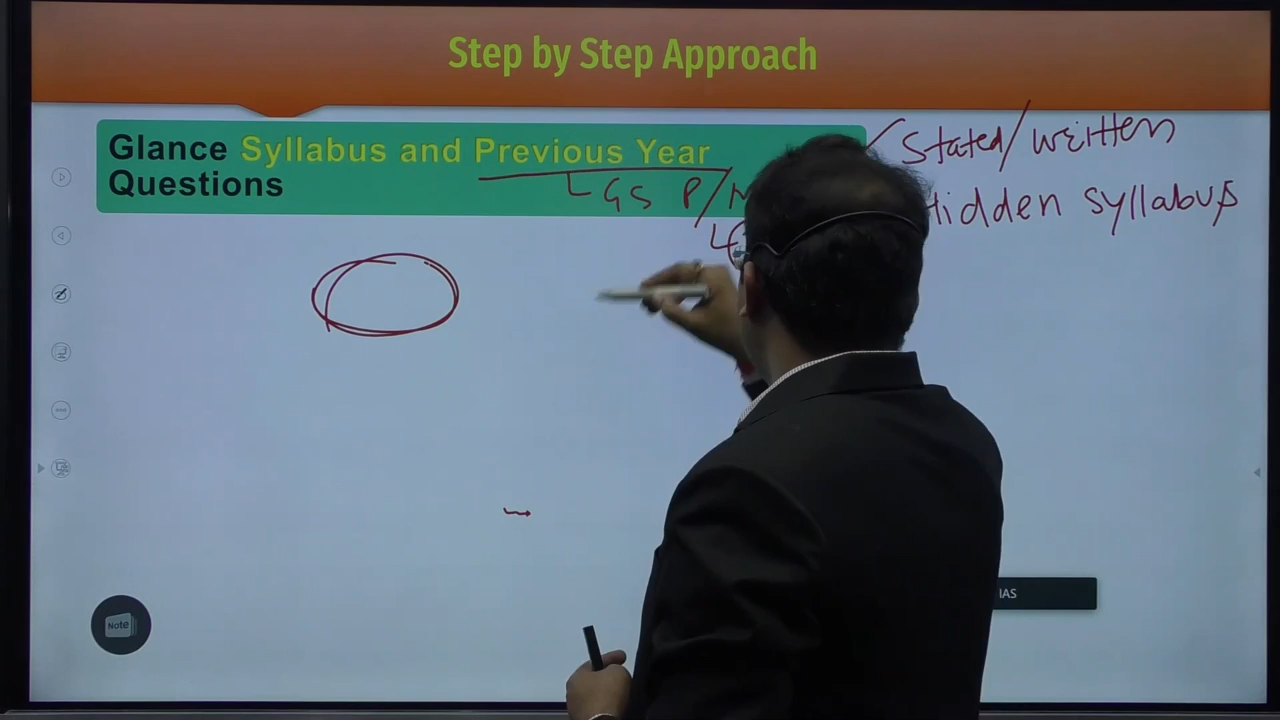 Step by Step Approach
Glance Syllabus and Previous Year
Questions
Stated/written
GS P/
Hidden syllabus
Note
IAS